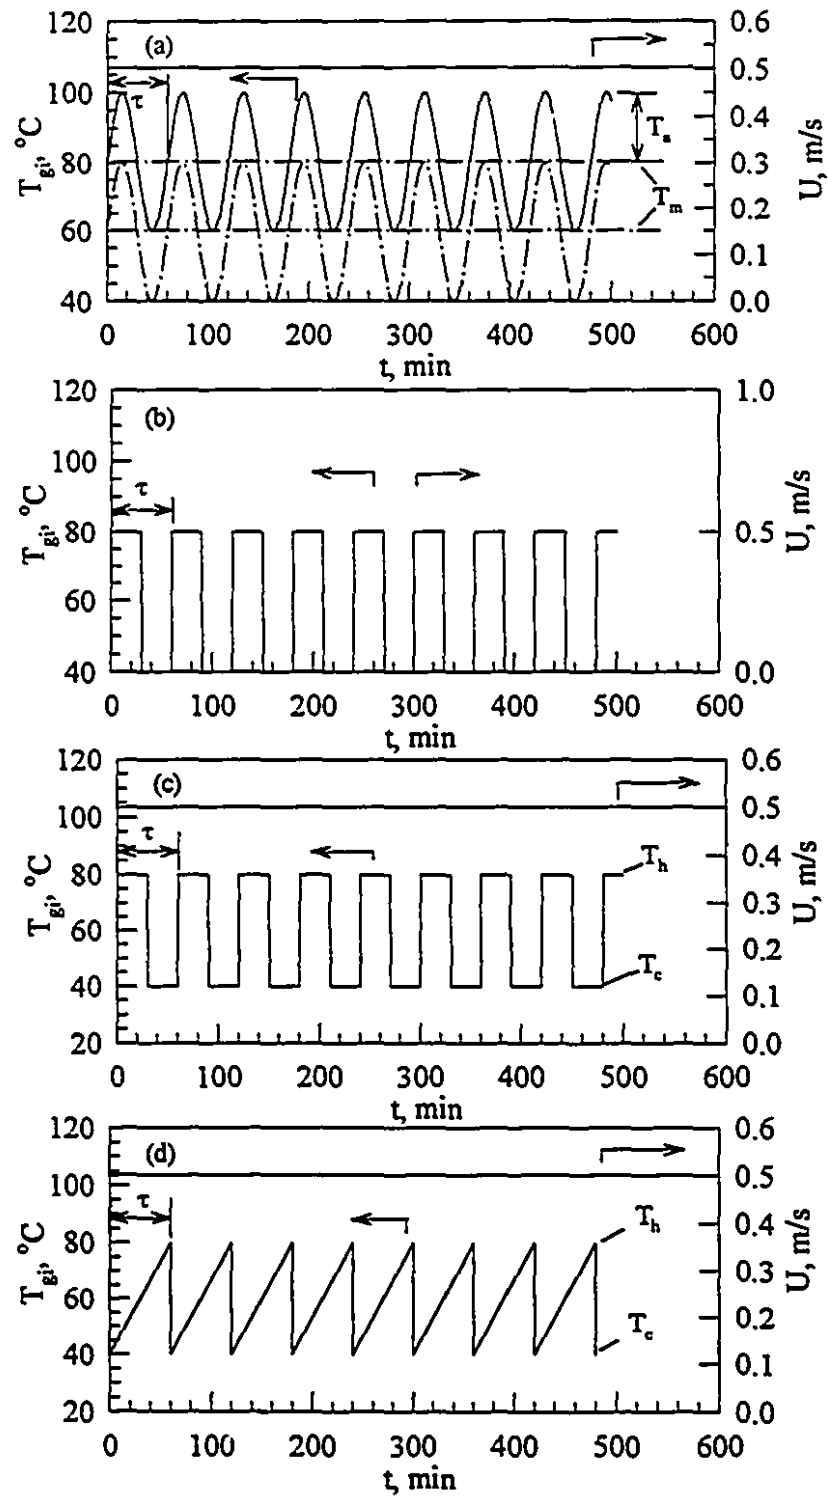 120 (a) 0.6
0.5
τ
100 0.4
Tₐ
T_gi, °C
80 0.3
U, m/s
Tₘ
60 0.2
0.1
40 0.0
0 100 200 300 400 500 600
t, min
120 (b) 1.0
100
τ
T_gi, °C
80 0.5
U, m/s
60
40 0.0
0 100 200 300 400 500 600
t, min
120 (c) 0.6
100 0.5
τ
T_h
80 0.4
T_gi, °C
0.3
U, m/s
60 0.2
T_c
40 0.1
20 0.0
0 100 200 300 400 500 600
t, min
120 (d) 0.6
100 0.5
τ
T_h
80 0.4
T_gi, °C
0.3
U, m/s
60 0.2
T_c
40 0.1
20 0.0
0 100 200 300 400 500 600
t, min